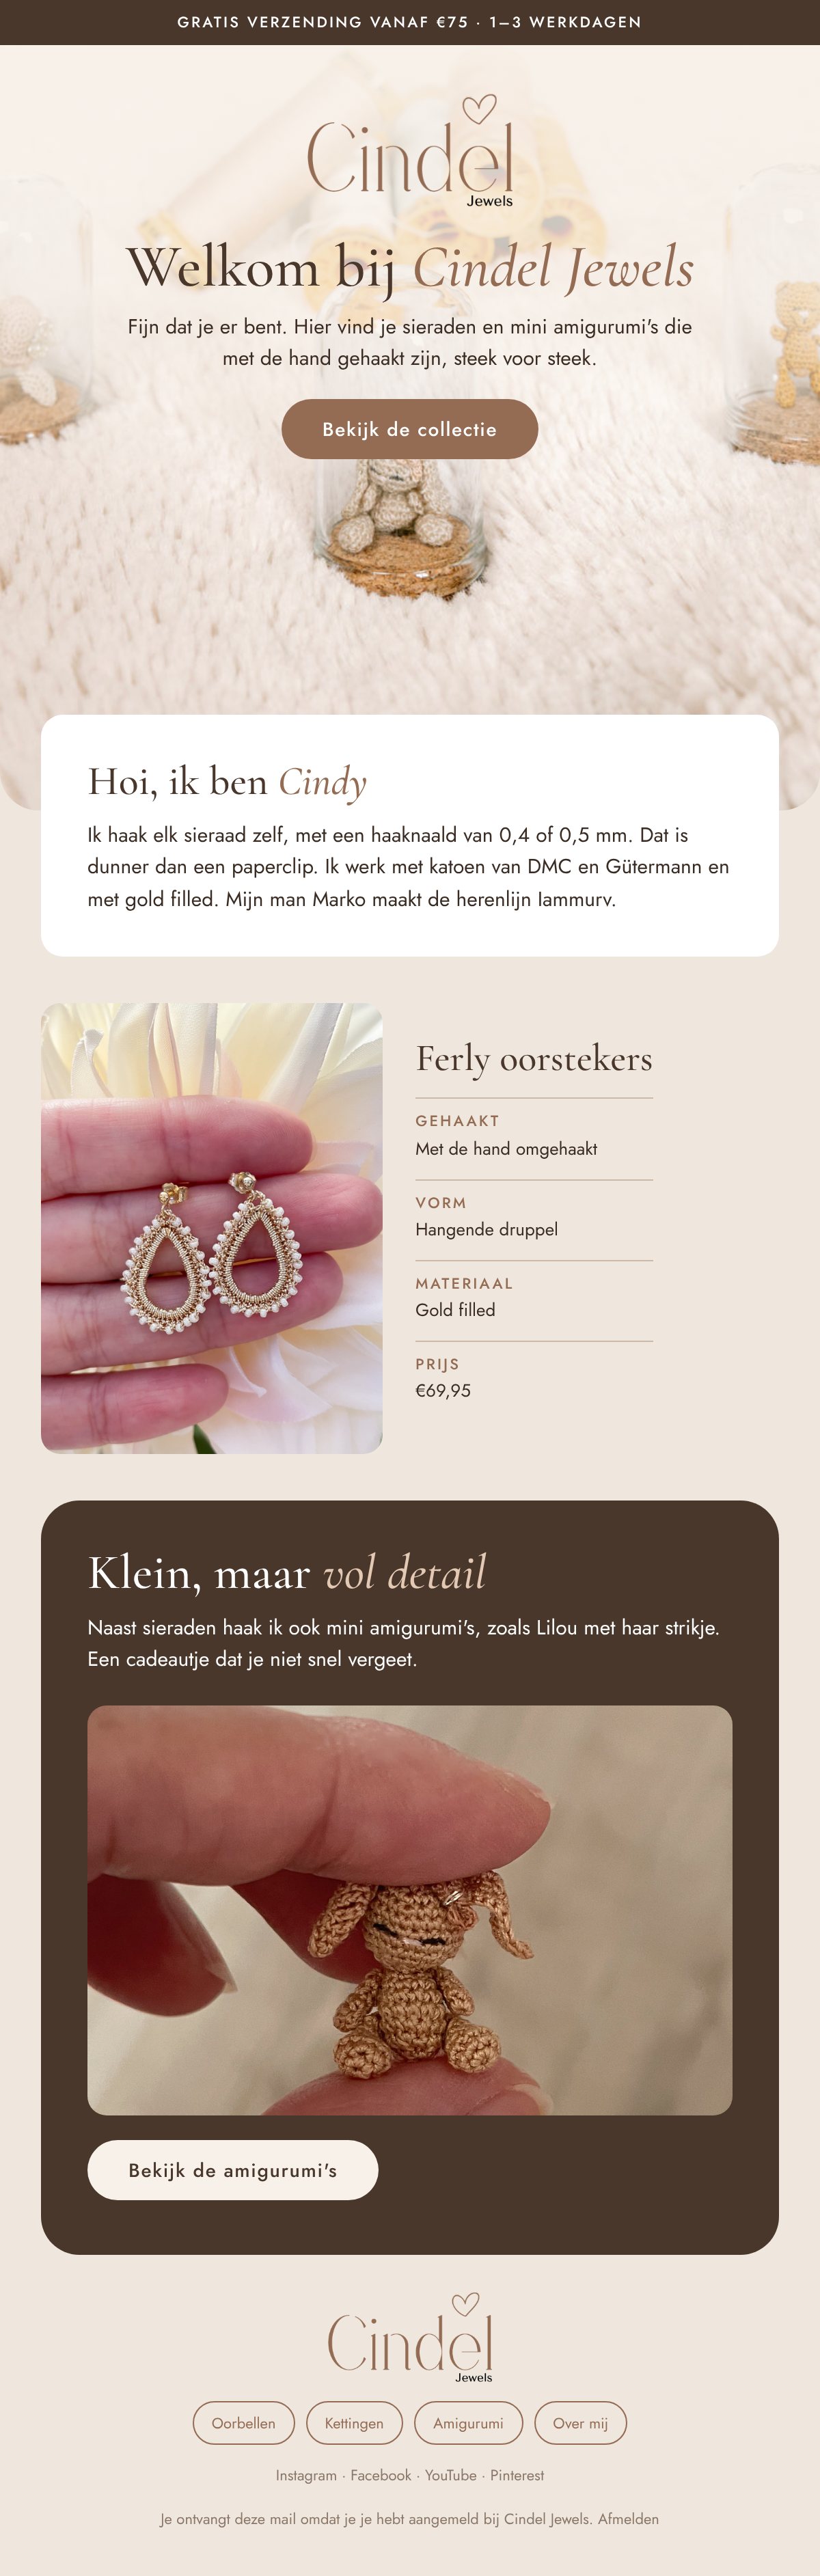 GRATIS VERZENDING VANAF €75 · 1–3 WERKDAGEN
Cindel
Jewels
Welkom bij Cindel Jewels
Fijn dat je er bent. Hier vind je sieraden en mini amigurumi's die
met de hand gehaakt zijn, steek voor steek.
Bekijk de collectie
Hoi, ik ben Cindy
Ik haak elk sieraad zelf, met een haaknaald van 0,4 of 0,5 mm. Dat is
dunner dan een paperclip. Ik werk met katoen van DMC en Gütermann en
met gold filled. Mijn man Marko maakt de herenlijn Iammurv.
Ferly oorstekers
GEHAAKT
Met de hand omgehaakt
VORM
Hangende druppel
MATERIAAL
Gold filled
PRIJS
€69,95
Klein, maar vol detail
Naast sieraden haak ik ook mini amigurumi's, zoals Lilou met haar strikje.
Een cadeautje dat je niet snel vergeet.
Bekijk de amigurumi's
Cindel
Jewels
Oorbellen Kettingen Amigurumi Over mij
Instagram · Facebook · YouTube · Pinterest
Je ontvangt deze mail omdat je je hebt aangemeld bij Cindel Jewels. Afmelden